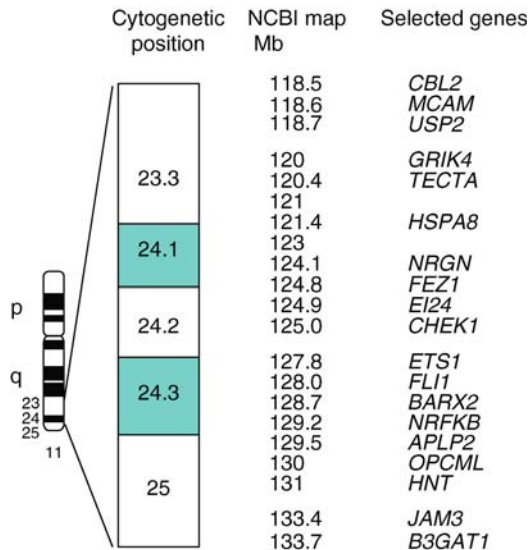 Cytogenetic position
NCBI map Mb
Selected genes
118.5 CBL2
118.6 MCAM
118.7 USP2
120 GRIK4
120.4 TECTA
121
121.4 HSPA8
123
124.1 NRGN
124.8 FEZ1
124.9 EI24
125.0 CHEK1
127.8 ETS1
128.0 FLI1
128.7 BARX2
129.2 NRFKB
129.5 APLP2
130 OPCML
131 HNT
133.4 JAM3
133.7 B3GAT1
23.3
24.1
24.2
24.3
25
p
q
23
24
25
11